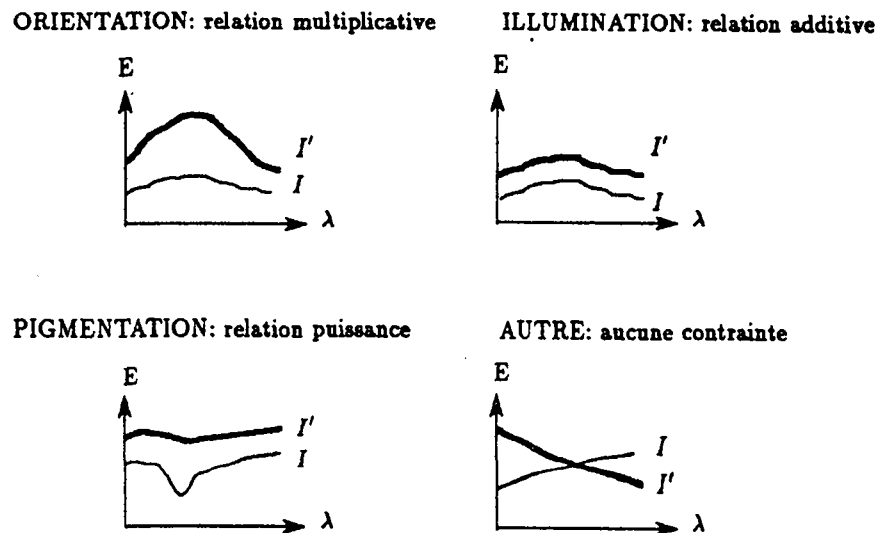 ORIENTATION: relation multiplicative
E
I'
I
λ
ILLUMINATION: relation additive
E
I'
I
λ
PIGMENTATION: relation puissance
E
I'
I
λ
AUTRE: aucune contrainte
E
I
I'
λ